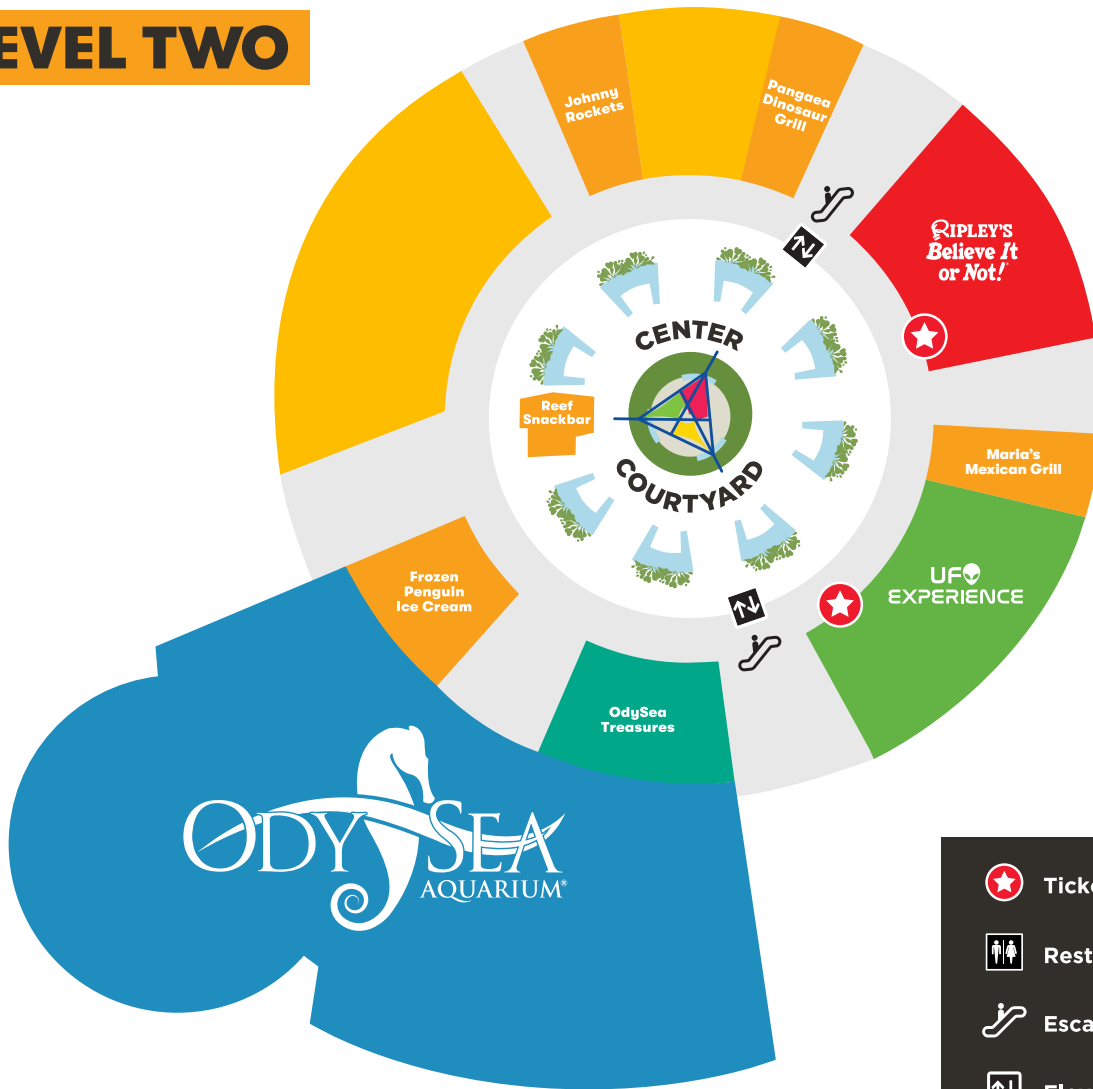 EVEL TWO
Johnny
Rockets
Pangaea
Dinosaur
Grill
RIPLEY'S
Believe It
or Not!
CENTER
Reef
Snackbar
COURTYARD
Maria's
Mexican Grill
UFO
EXPERIENCE
Frozen
Penguin
Ice Cream
OdySea
Treasures
ODYSEA
AQUARIUM®
Tick
Rest
Esca